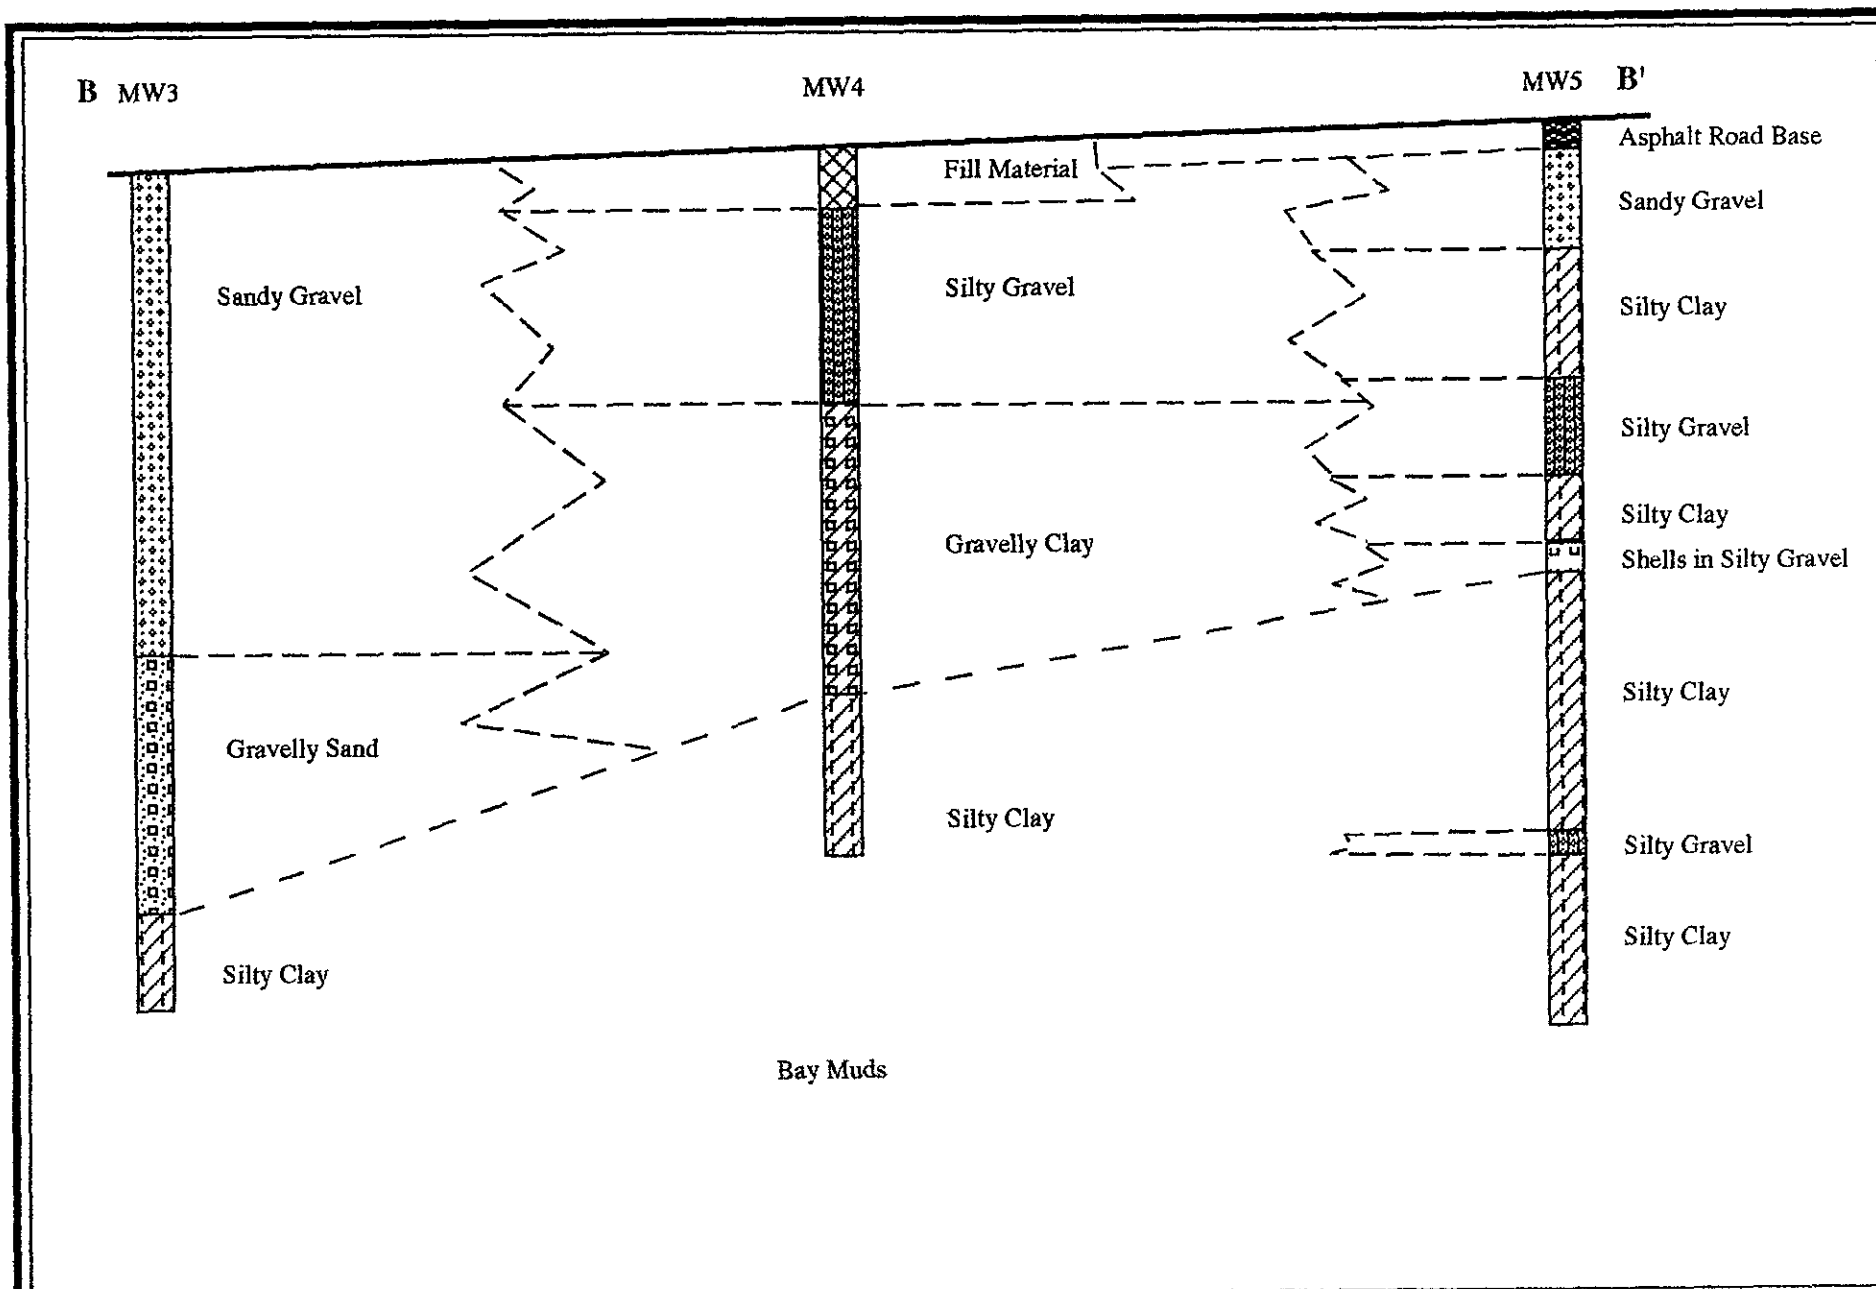 B MW3 MW4 MW5 B'
Asphalt Road Base
Fill Material
Sandy Gravel
Sandy Gravel
Silty Gravel
Silty Clay
Silty Gravel
Silty Clay
Gravelly Clay
Shells in Silty Gravel
Silty Clay
Gravelly Sand
Silty Clay
Silty Gravel
Silty Clay
Silty Clay
Bay Muds